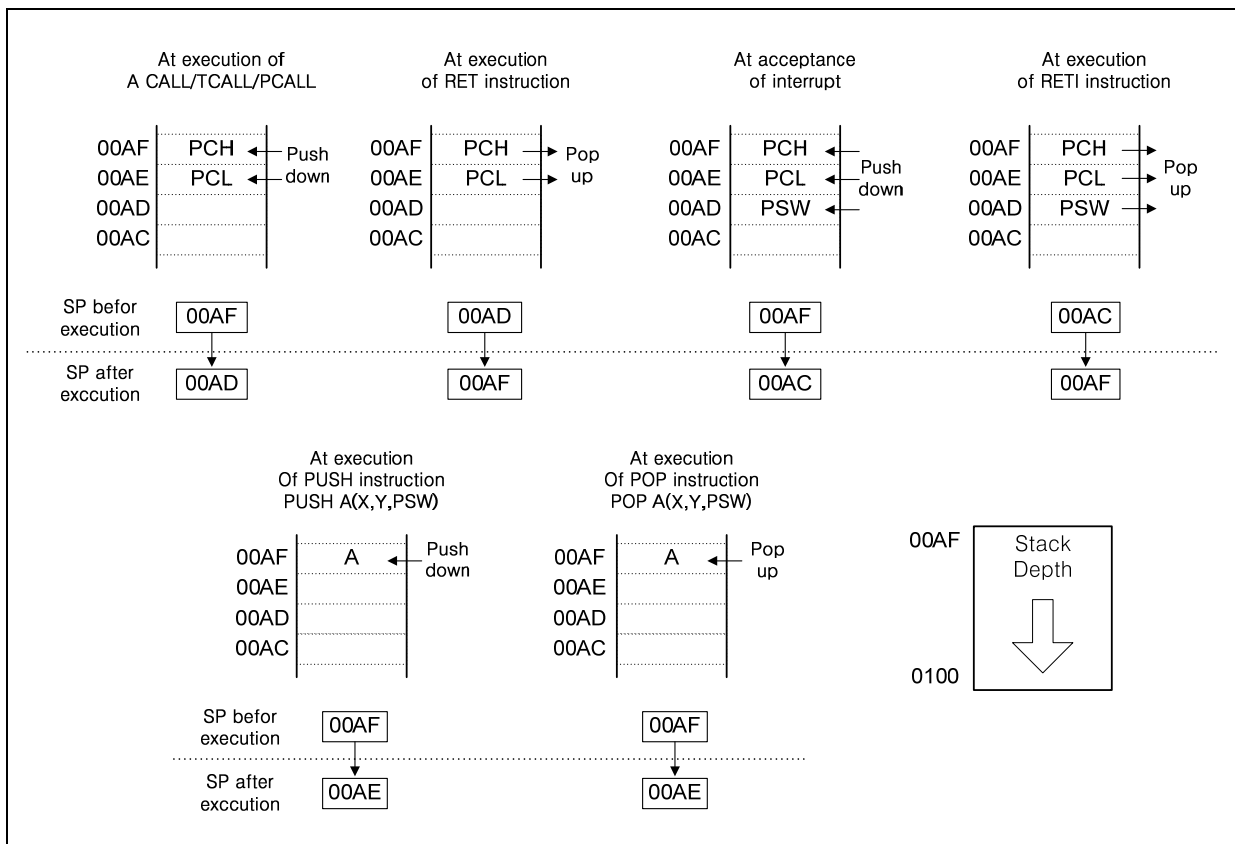 At execution of
A CALL/TCALL/PCALL
00AF PCH Push
00AE PCL down
00AD
00AC
At execution
of RET instruction
00AF PCH Pop
00AE PCL up
00AD
00AC
At acceptance
of interrupt
00AF PCH
00AE PCL Push down
00AD PSW
00AC
At execution
of RETI instruction
00AF PCH
00AE PCL Pop up
00AD PSW
00AC
SP befor
execution
00AF
00AD
00AF
00AC
SP after
exccution
00AD
00AF
00AC
00AF
At execution
Of PUSH instruction
PUSH A(X,Y,PSW)
00AF A Push
00AE down
00AD
00AC
At execution
Of POP instruction
POP A(X,Y,PSW)
00AF A Pop
00AE up
00AD
00AC
00AF Stack
Depth
0100
SP befor
execution
00AF
00AF
SP after
exccution
00AE
00AE